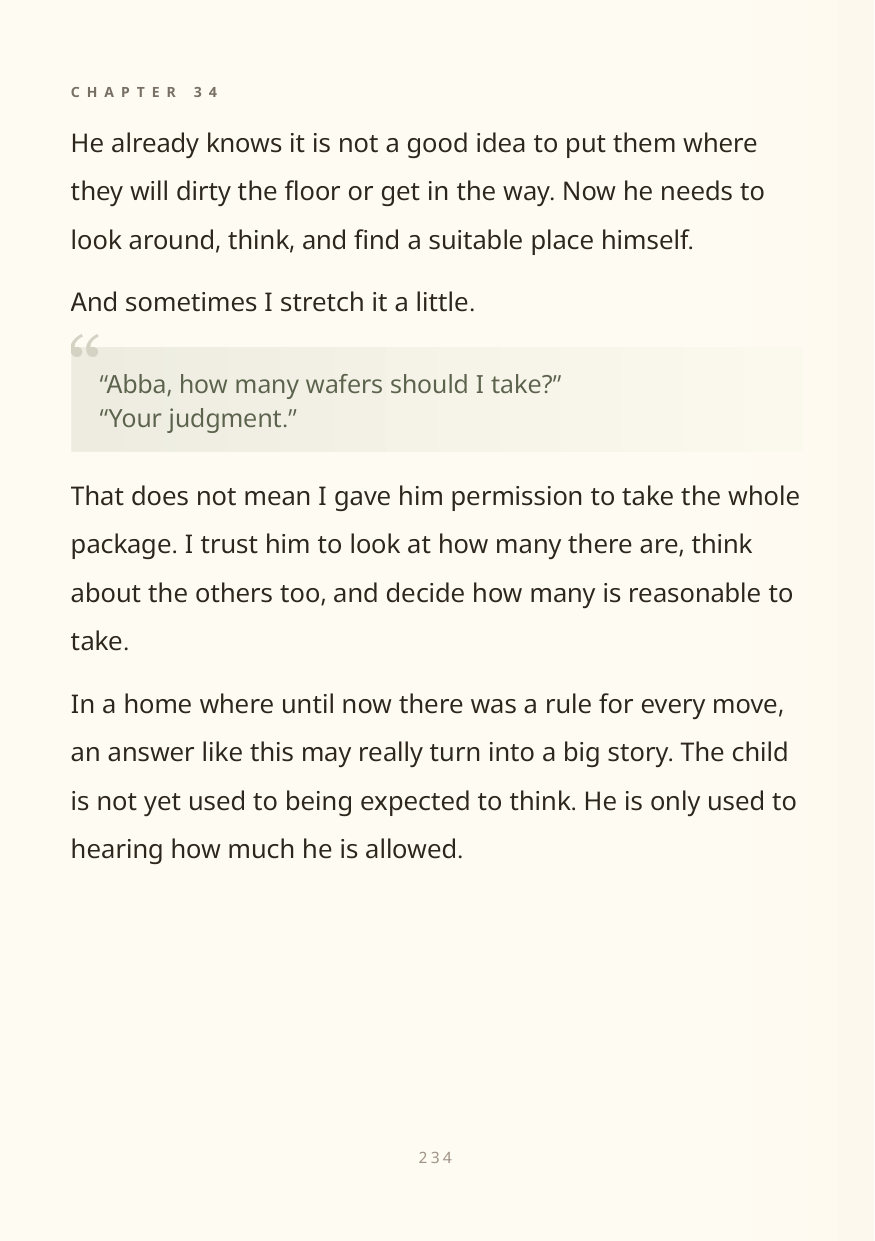 CHAPTER 34
He already knows it is not a good idea to put them where
they will dirty the floor or get in the way. Now he needs to
look around, think, and find a suitable place himself.
And sometimes I stretch it a little.
“
“Abba, how many wafers should I take?”
“Your judgment.”
That does not mean I gave him permission to take the whole
package. I trust him to look at how many there are, think
about the others too, and decide how many is reasonable to
take.
In a home where until now there was a rule for every move,
an answer like this may really turn into a big story. The child
is not yet used to being expected to think. He is only used to
hearing how much he is allowed.
234